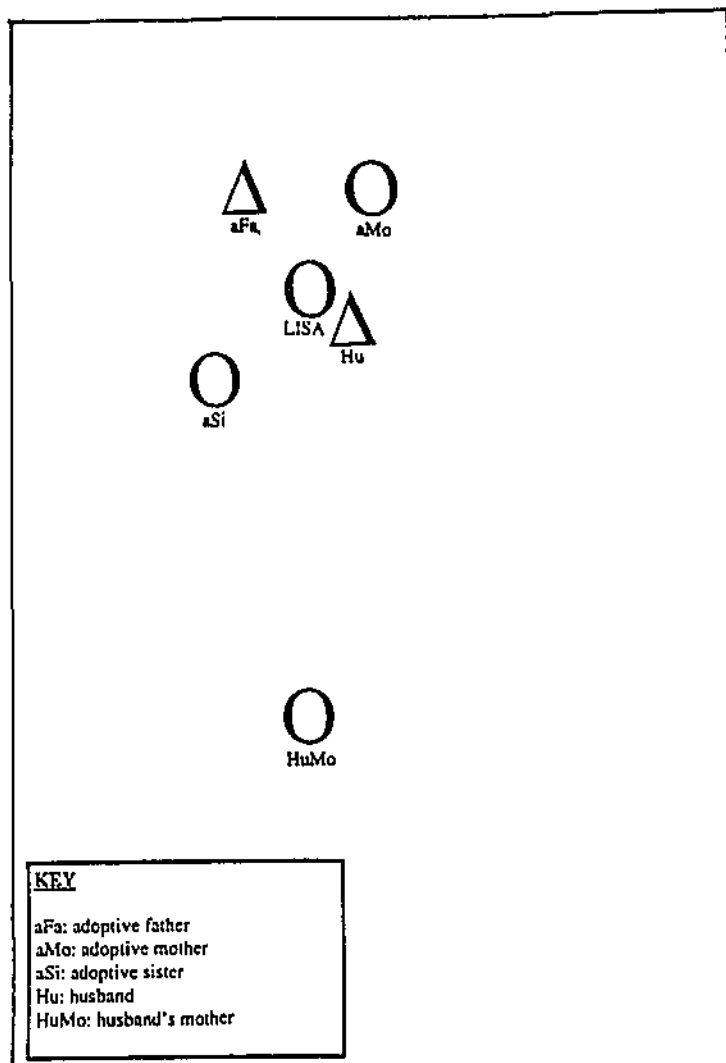 aFa,
aMo
LISA
Hu
aSi
HuMo
KEY
aFa: adoptive father
aMo: adoptive mother
aSi: adoptive sister
Hu: husband
HuMo: husband's mother